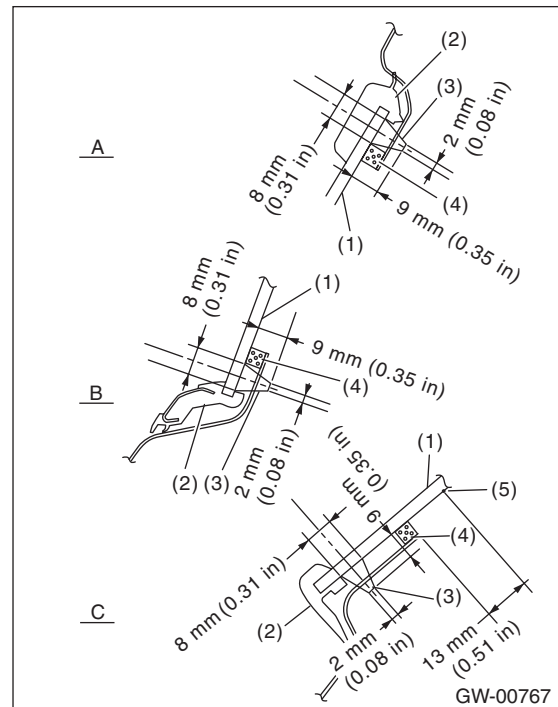 (2)
(3)
2 mm
(0.08 in)
A
8 mm
(0.31 in)
(4)
(1)
9 mm (0.35 in)
8 mm
(0.31 in)
(1)
9 mm (0.35 in)
(4)
B
2 mm
(0.08 in)
(2)
(3)
9 mm
(0.35 in)
(1)
(5)
(4)
8 mm (0.31 in)
(3)
(2)
C
2 mm
(0.08 in)
13 mm
(0.51 in)
GW-00767